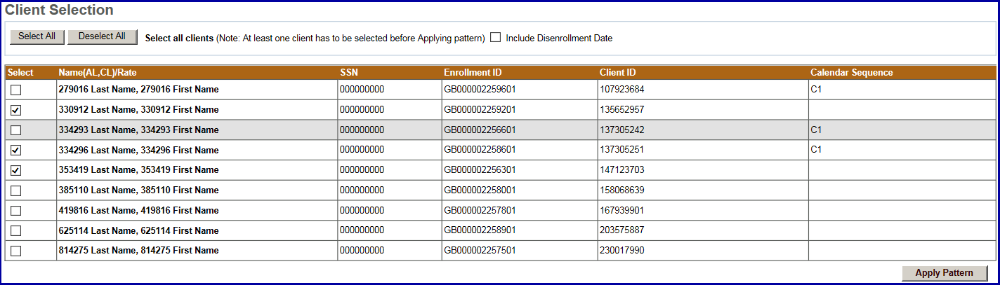 Client Selection
Select All Deselect All Select all clients (Note: At least one client has to be selected before Applying pattern) Include Disenrollment Date
Select Name(AL,CL)/Rate SSN Enrollment ID Client ID Calendar Sequence
279016 Last Name, 279016 First Name 000000000 GB000002259601 107923684 C1
330912 Last Name, 330912 First Name 000000000 GB000002259201 135652957
334293 Last Name, 334293 First Name 000000000 GB000002256601 137305242 C1
334296 Last Name, 334296 First Name 000000000 GB000002258601 137305251 C1
353419 Last Name, 353419 First Name 000000000 GB000002256301 147123703
385110 Last Name, 385110 First Name 000000000 GB000002258001 158068639
419816 Last Name, 419816 First Name 000000000 GB000002257801 167939901
625114 Last Name, 625114 First Name 000000000 GB000002258901 203575887
814275 Last Name, 814275 First Name 000000000 GB000002257501 230017990
Apply Pattern